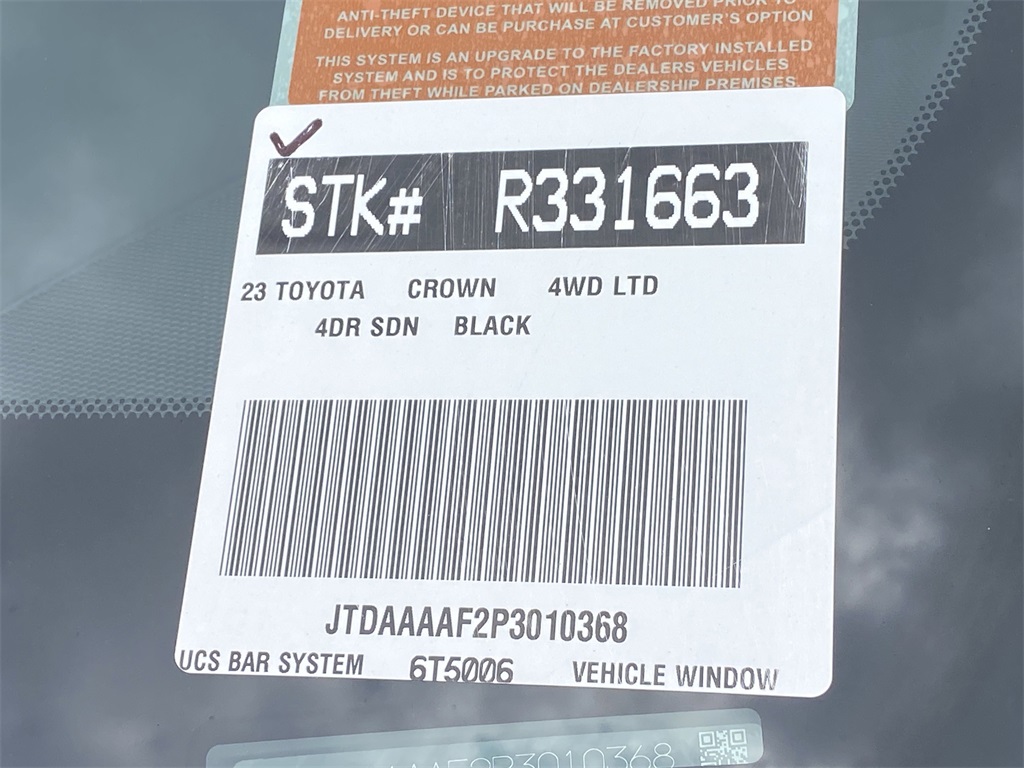 ANTI-THEFT DEVICE THAT WILL BE REMOVED PRIOR TO
DELIVERY OR CAN BE PURCHASE AT CUSTOMER'S OPTION
THIS SYSTEM IS AN UPGRADE TO THE FACTORY INSTALLED
SYSTEM AND IS TO PROTECT THE DEALERS VEHICLES
FROM THEFT WHILE PARKED ON DEALERSHIP PREMISES.
STK# R331663
23 TOYOTA CROWN 4WD LTD
4DR SDN BLACK
JTDAAAAF2P3010368
UCS BAR SYSTEM 6T5006 VEHICLE WINDOW